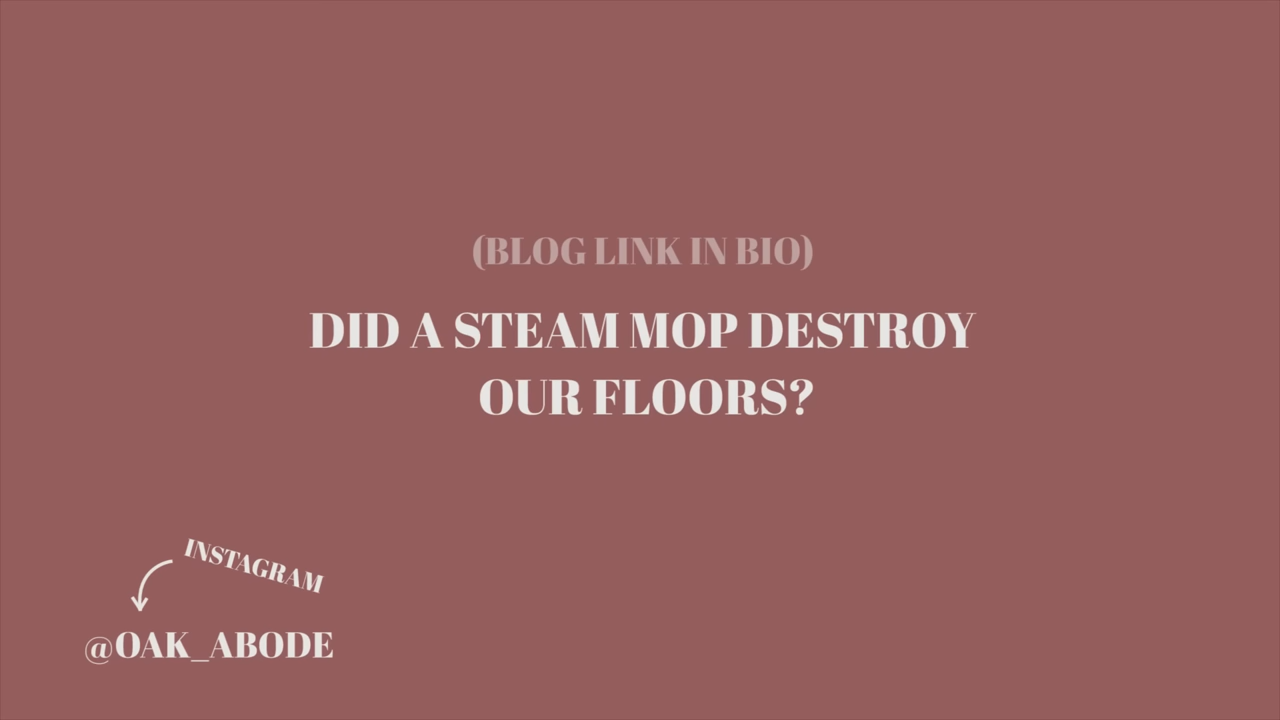 (BLOG LINK IN BIO)
DID A STEAM MOP DESTROY
OUR FLOORS?
INSTAGRAM
@OAK_ABODE